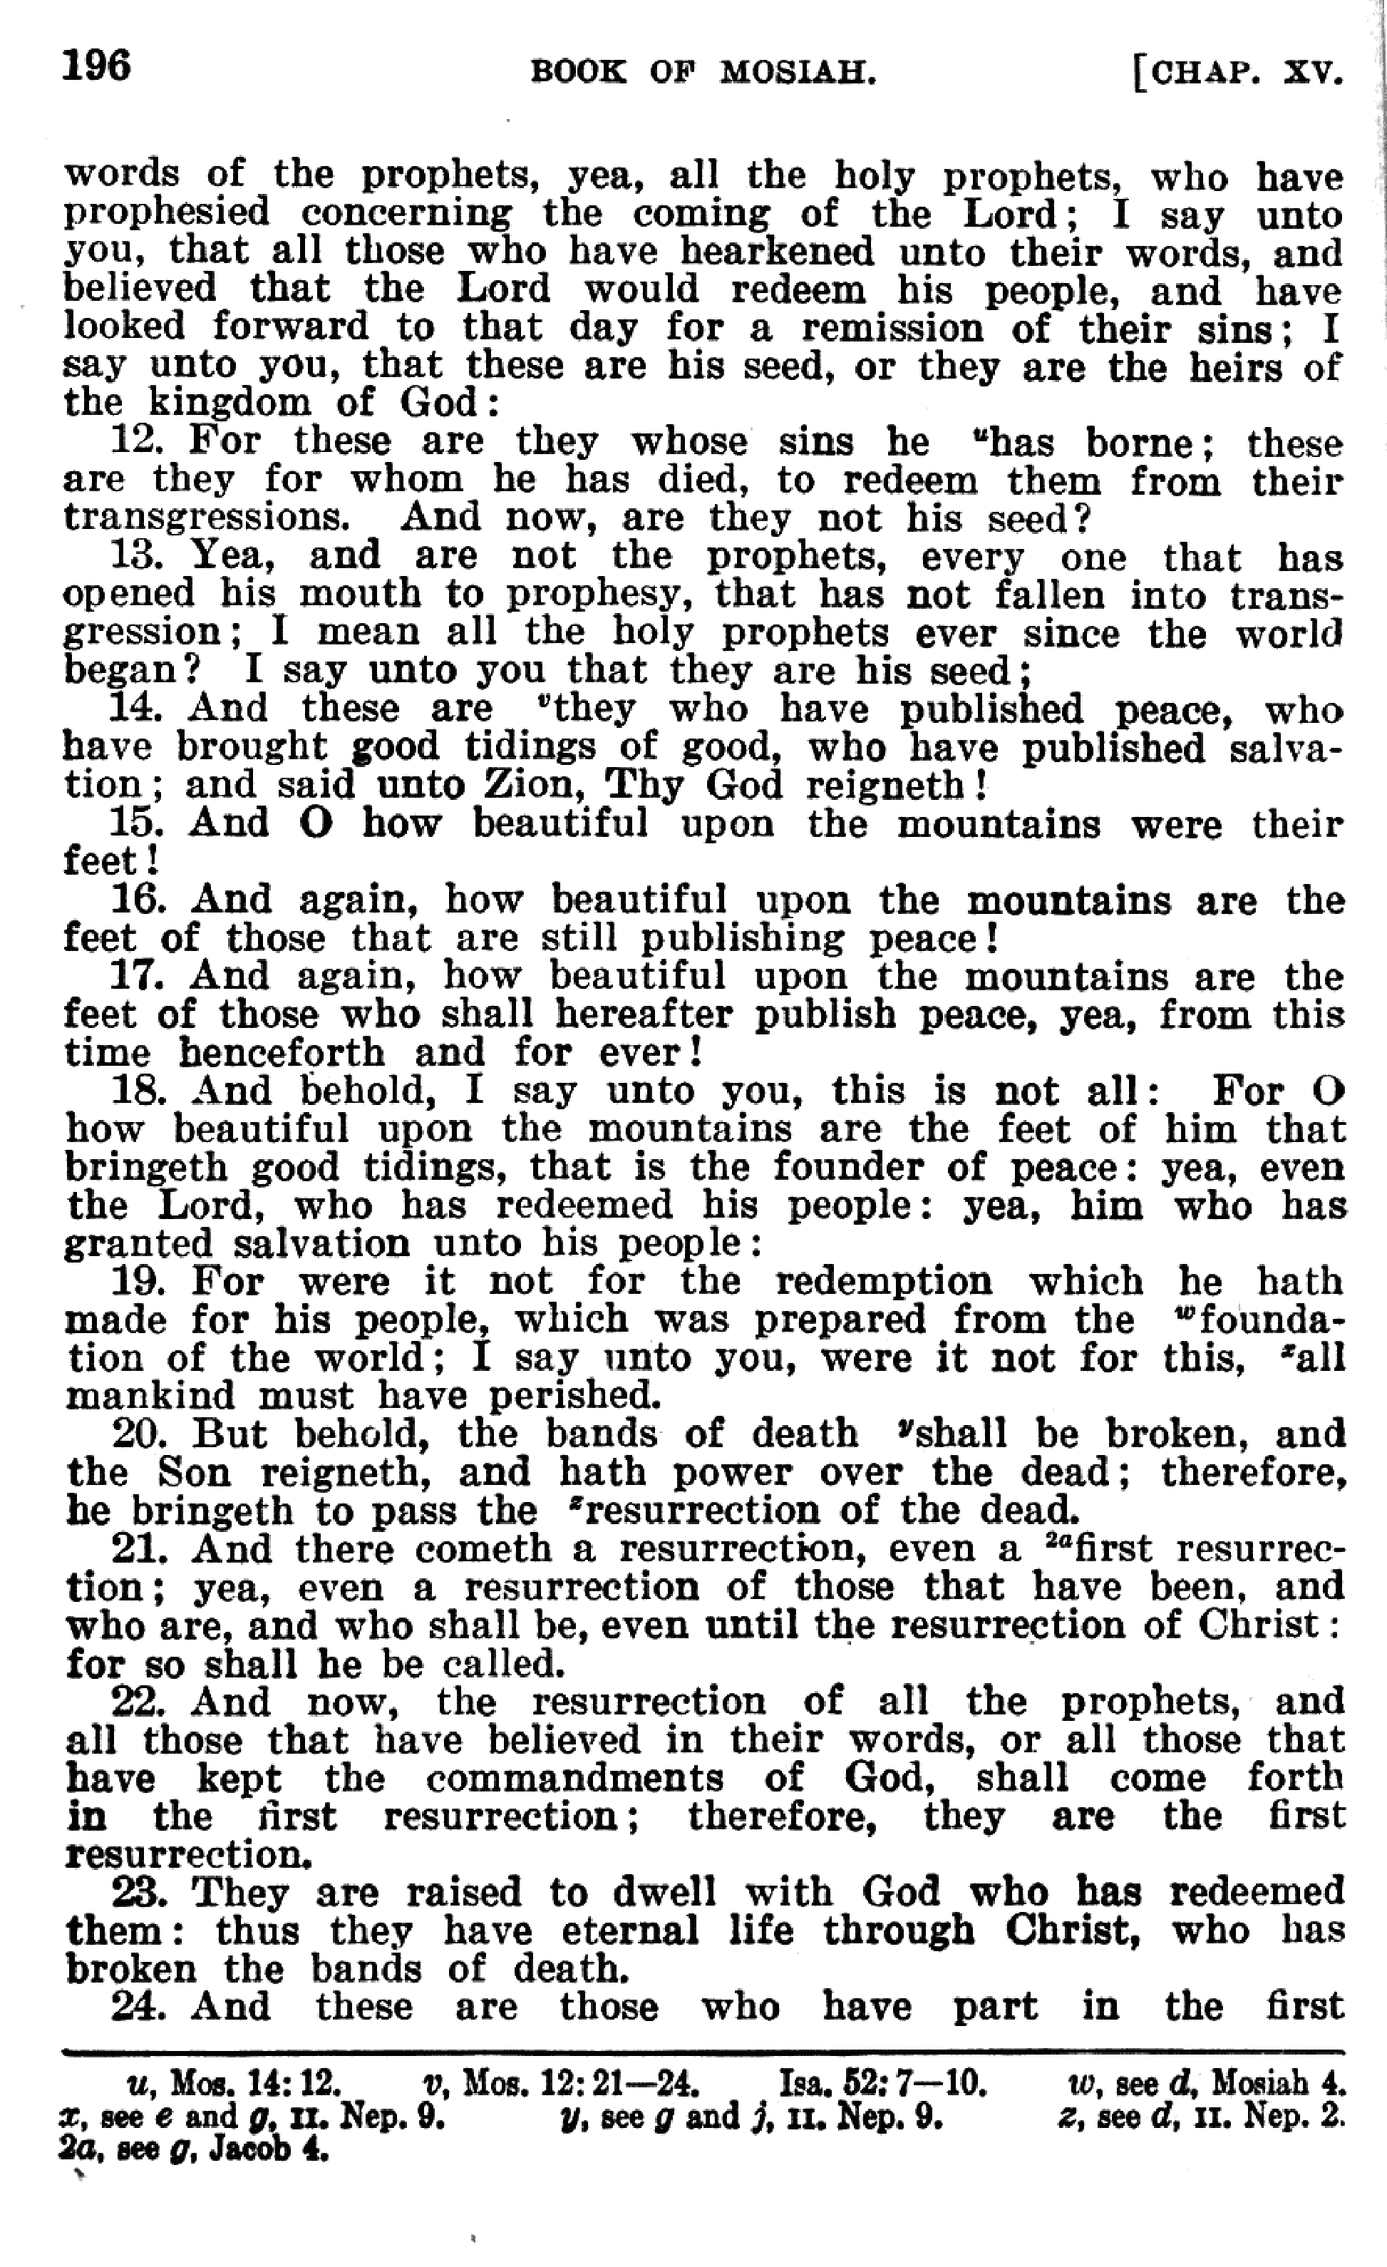 196 BOOK OF MOSIAH. [CHAP. XV.
words of the prophets, yea, all the holy prophets, who have
prophesied concerning the coming of the Lord; I say unto
you, that all those who have hearkened unto their words, and
believed that the Lord would redeem his people, and have
looked forward to that day for a remission of their sins; I
say unto you, that these are his seed, or they are the heirs of
the kingdom of God:
12. For these are they whose sins he ᵘhas borne; these
are they for whom he has died, to redeem them from their
transgressions. And now, are they not his seed?
13. Yea, and are not the prophets, every one that has
opened his mouth to prophesy, that has not fallen into trans-
gression; I mean all the holy prophets ever since the world
began? I say unto you that they are his seed;
14. And these are ᵛthey who have published peace, who
have brought good tidings of good, who have published salva-
tion; and said unto Zion, Thy God reigneth!
15. And O how beautiful upon the mountains were their
feet!
16. And again, how beautiful upon the mountains are the
feet of those that are still publishing peace!
17. And again, how beautiful upon the mountains are the
feet of those who shall hereafter publish peace, yea, from this
time henceforth and for ever!
18. And behold, I say unto you, this is not all: For O
how beautiful upon the mountains are the feet of him that
bringeth good tidings, that is the founder of peace: yea, even
the Lord, who has redeemed his people: yea, him who has
granted salvation unto his people:
19. For were it not for the redemption which he hath
made for his people, which was prepared from the ʷfounda-
tion of the world; I say unto you, were it not for this, ˣall
mankind must have perished.
20. But behold, the bands of death ʸshall be broken, and
the Son reigneth, and hath power over the dead; therefore,
he bringeth to pass the ᶻresurrection of the dead.
21. And there cometh a resurrection, even a ²ᵃfirst resurrec-
tion; yea, even a resurrection of those that have been, and
who are, and who shall be, even until the resurrection of Christ:
for so shall he be called.
22. And now, the resurrection of all the prophets, and
all those that have believed in their words, or all those that
have kept the commandments of God, shall come forth
in the first resurrection; therefore, they are the first
resurrection.
23. They are raised to dwell with God who has redeemed
them: thus they have eternal life through Christ, who has
broken the bands of death.
24. And these are those who have part in the first
u, Mos. 14: 12. v, Mos. 12: 21—24. Isa. 52: 7—10. w, see d, Mosiah 4.
x, see e and g, II. Nep. 9. y, see g and j, II. Nep. 9. z, see d, II. Nep. 2.
2a, see g, Jacob 4.